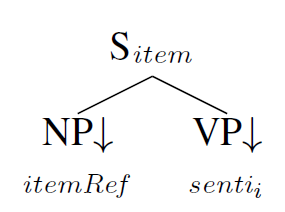 S_item
NP↓ VP↓
itemRef senti_i